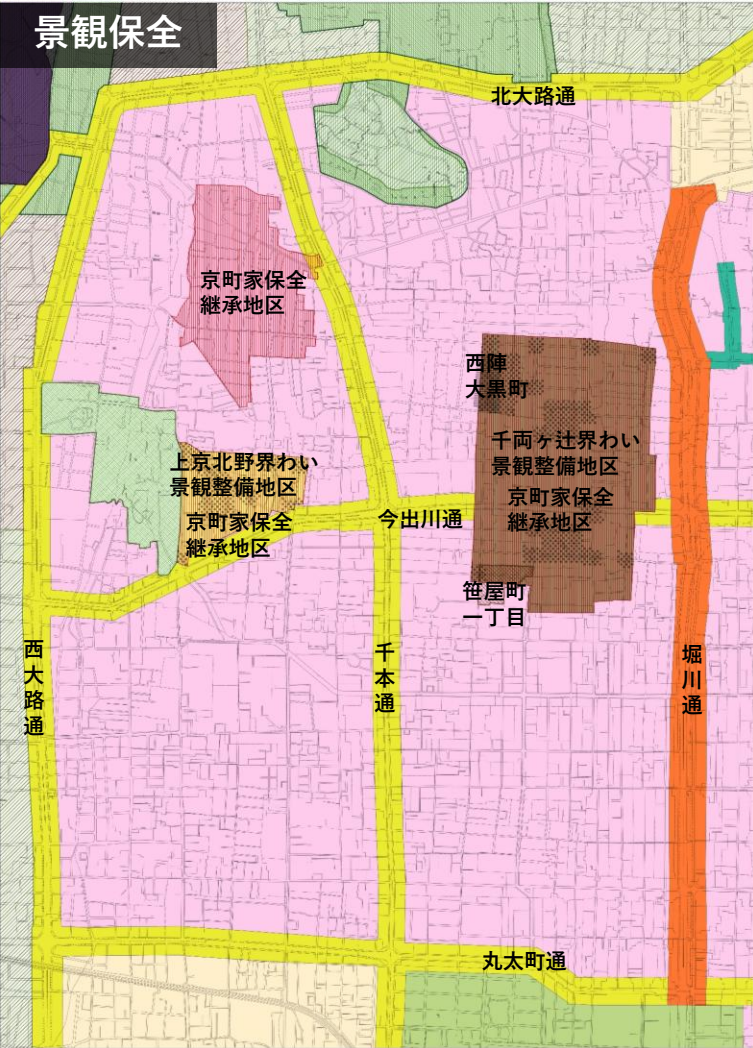 景観保全
北大路通
京町家保全
継承地区
西陣
大黒町
千両ヶ辻界わい
景観整備地区
京町家保全
継承地区
上京北野界わい
景観整備地区
京町家保全
継承地区
今出川通
笹屋町
一丁目
西大路通
千本通
堀川通
丸太町通